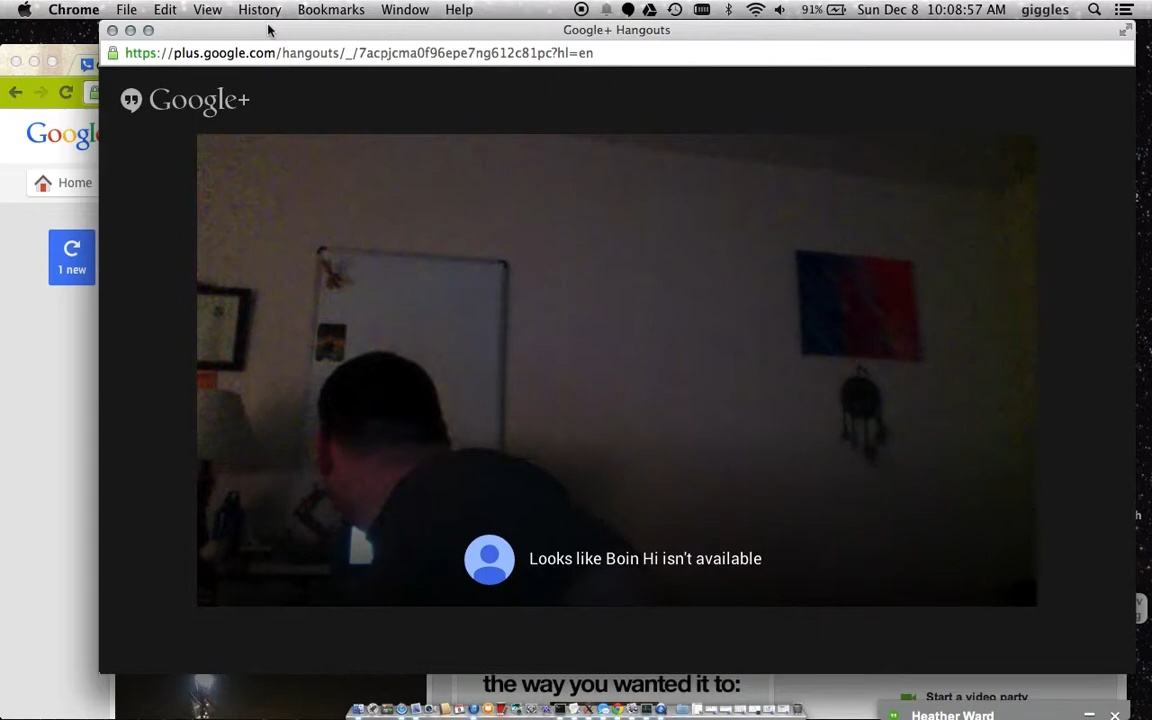 Chrome File Edit View History Bookmarks Window Help 91% Sun Dec 8 10:08:57 AM giggles
Google+ Hangouts
https://plus.google.com/hangouts/_/7acpjcma0f96epe7ng612c81pc?hl=en
Google+
Googl
Home
1 new
Looks like Boin Hi isn't available
the way you wanted it to:
Start a video party
Heather Ward